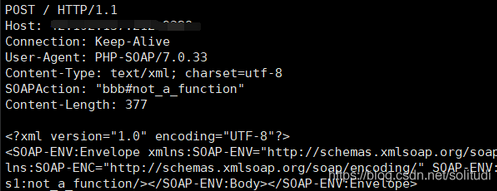 POST / HTTP/1.1
Host:
Connection: Keep-Alive
User-Agent: PHP-SOAP/7.0.33
Content-Type: text/xml; charset=utf-8
SOAPAction: "bbb#not_a_function"
Content-Length: 377
<?xml version="1.0" encoding="UTF-8"?>
<SOAP-ENV:Envelope xmlns:SOAP-ENV="http://schemas.xmlsoap.org/soap
lns:SOAP-ENC="http://schemas.xmlsoap.org/soap/encoding/" SOAP-ENV
s1:not_a_function/></SOAP-ENV:Body></SOAP-ENV:Envelope>
https://blog.csdn.net/solitudi